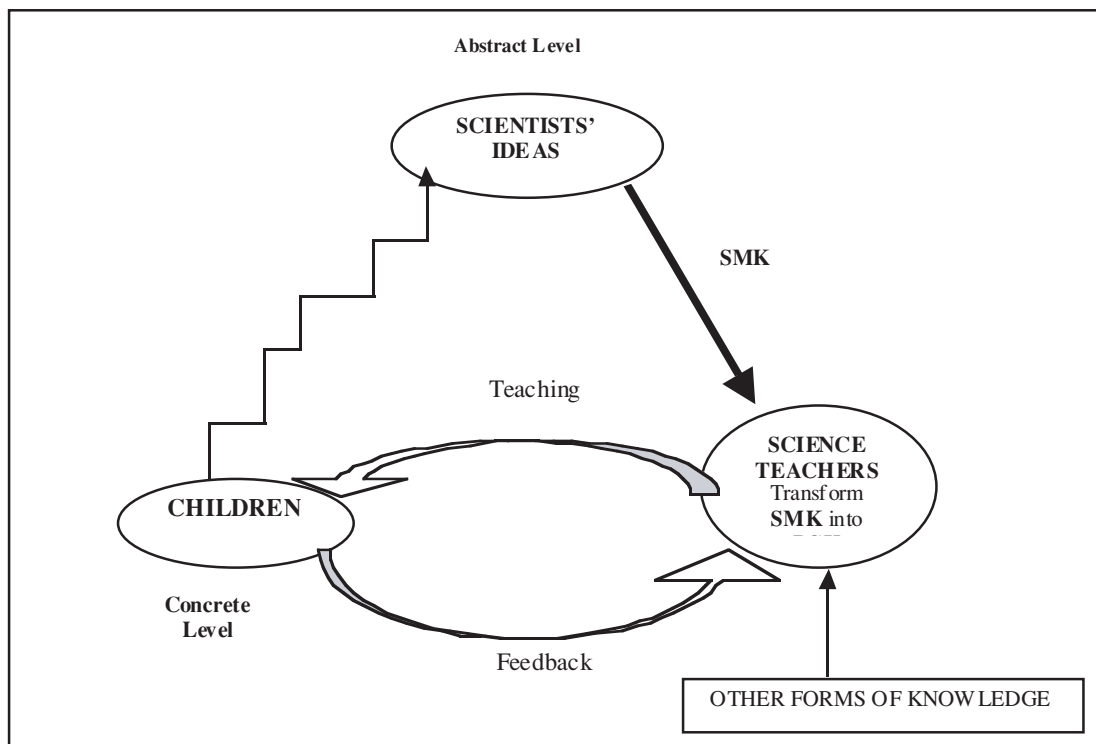 Abstract Level
SCIENTISTS'
IDEAS
SMK
Teaching
SCIENCE
TEACHERS
Transform
SMK into
CHILDREN
Concrete
Level
Feedback
OTHER FORMS OF KNOWLEDGE